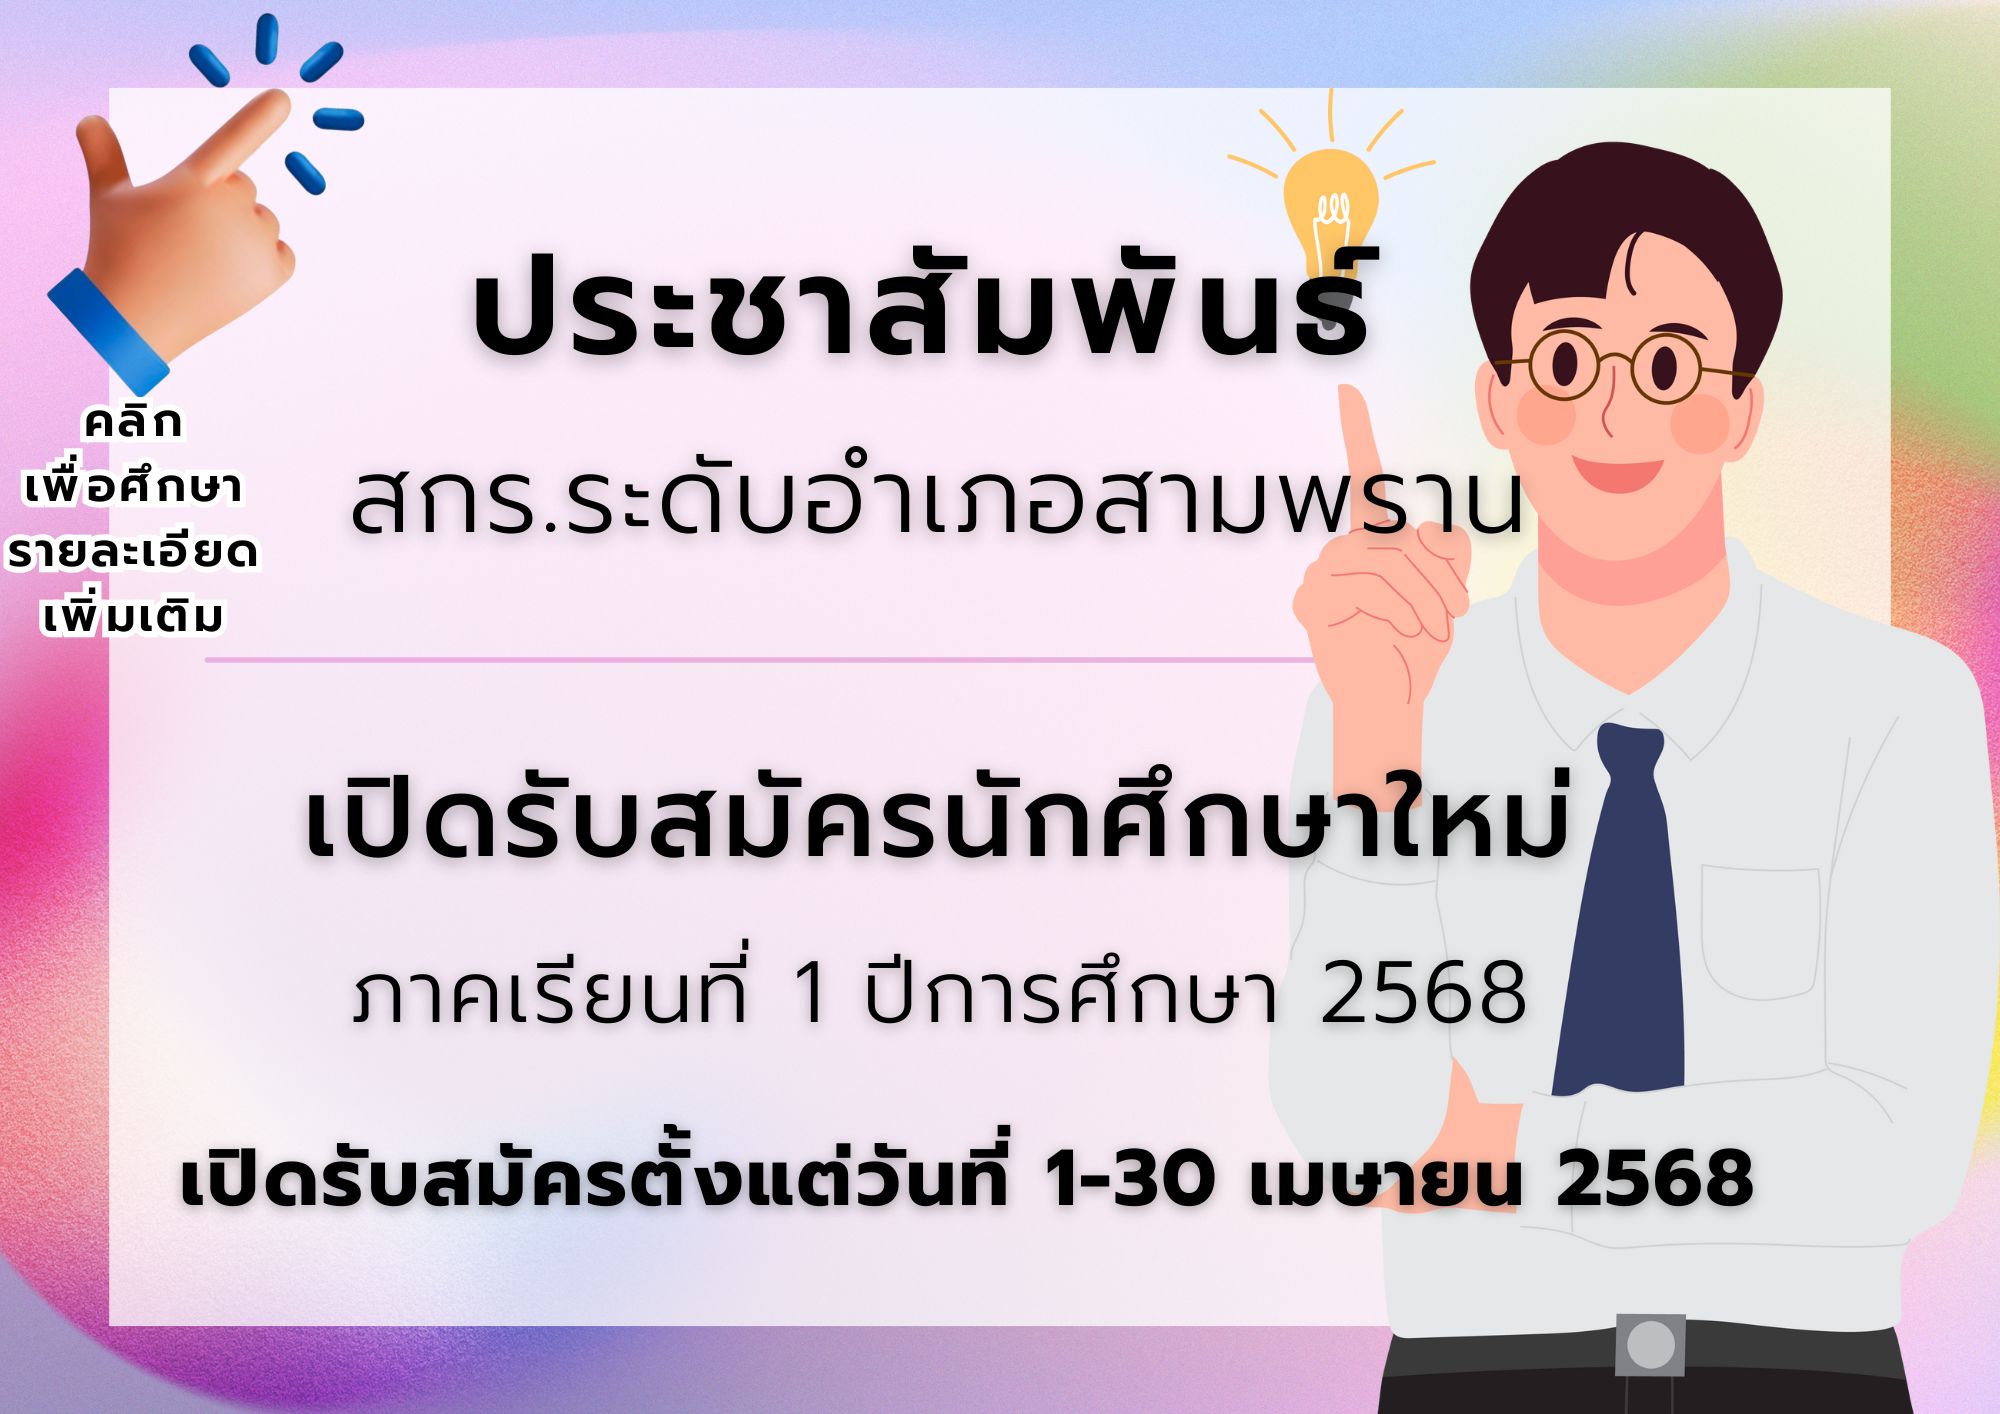 ประชาสัมพันธ์
สกร.ระดับอำเภอสามพราน
คลิก
เพื่อศึกษา
รายละเอียด
เพิ่มเติม
เปิดรับสมัครนักศึกษาใหม่
ภาคเรียนที่ 1 ปีการศึกษา 2568
เปิดรับสมัครตั้งแต่วันที่ 1-30 เมษายน 2568